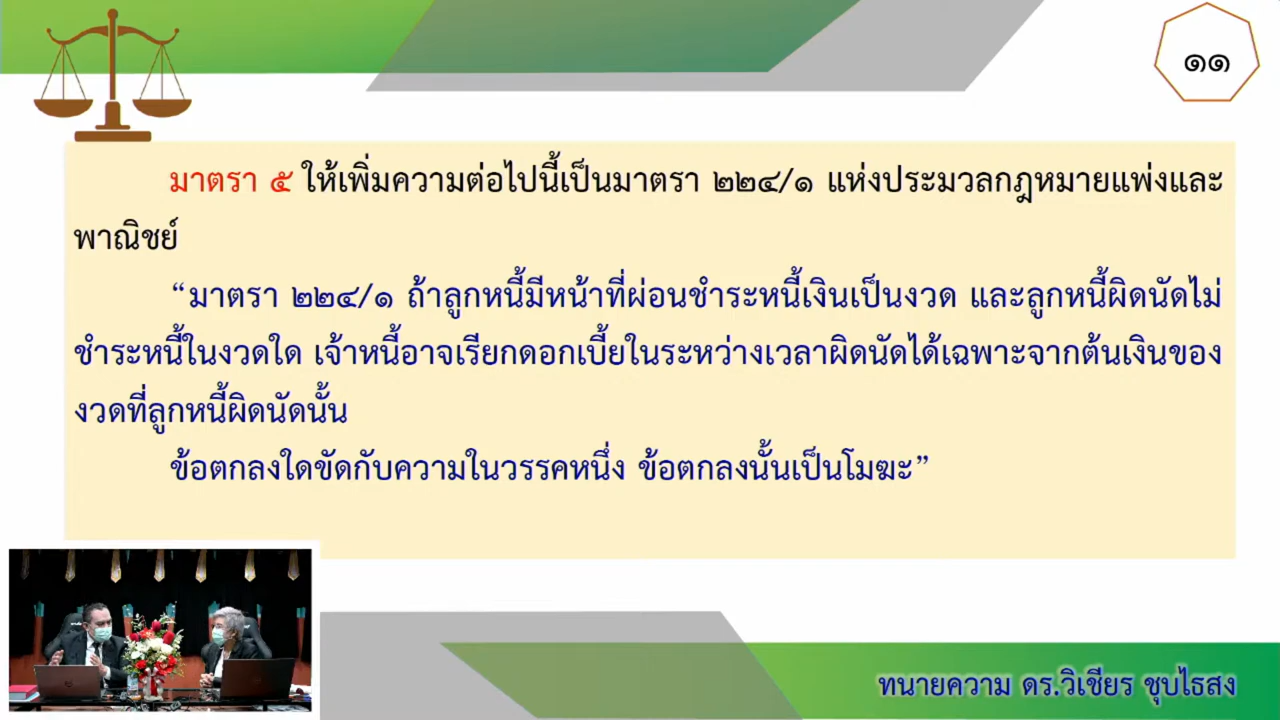 ๑๑
มาตรา ๕ ให้เพิ่มความต่อไปนี้เป็นมาตรา ๒๒๔/๑ แห่งประมวลกฎหมายแพ่งและ
พาณิชย์
“มาตรา ๒๒๔/๑ ถ้าลูกหนี้มีหน้าที่ผ่อนชำระหนี้เงินเป็นงวด และลูกหนี้ผิดนัดไม่
ชำระหนี้ในงวดใด เจ้าหนี้อาจเรียกดอกเบี้ยในระหว่างเวลาผิดนัดได้เฉพาะจากต้นเงินของ
งวดที่ลูกหนี้ผิดนัดนั้น
ข้อตกลงใดขัดกับความในวรรคหนึ่ง ข้อตกลงนั้นเป็นโมฆะ”
ทนายความ ดร.วิเชียร ชุบไธสง